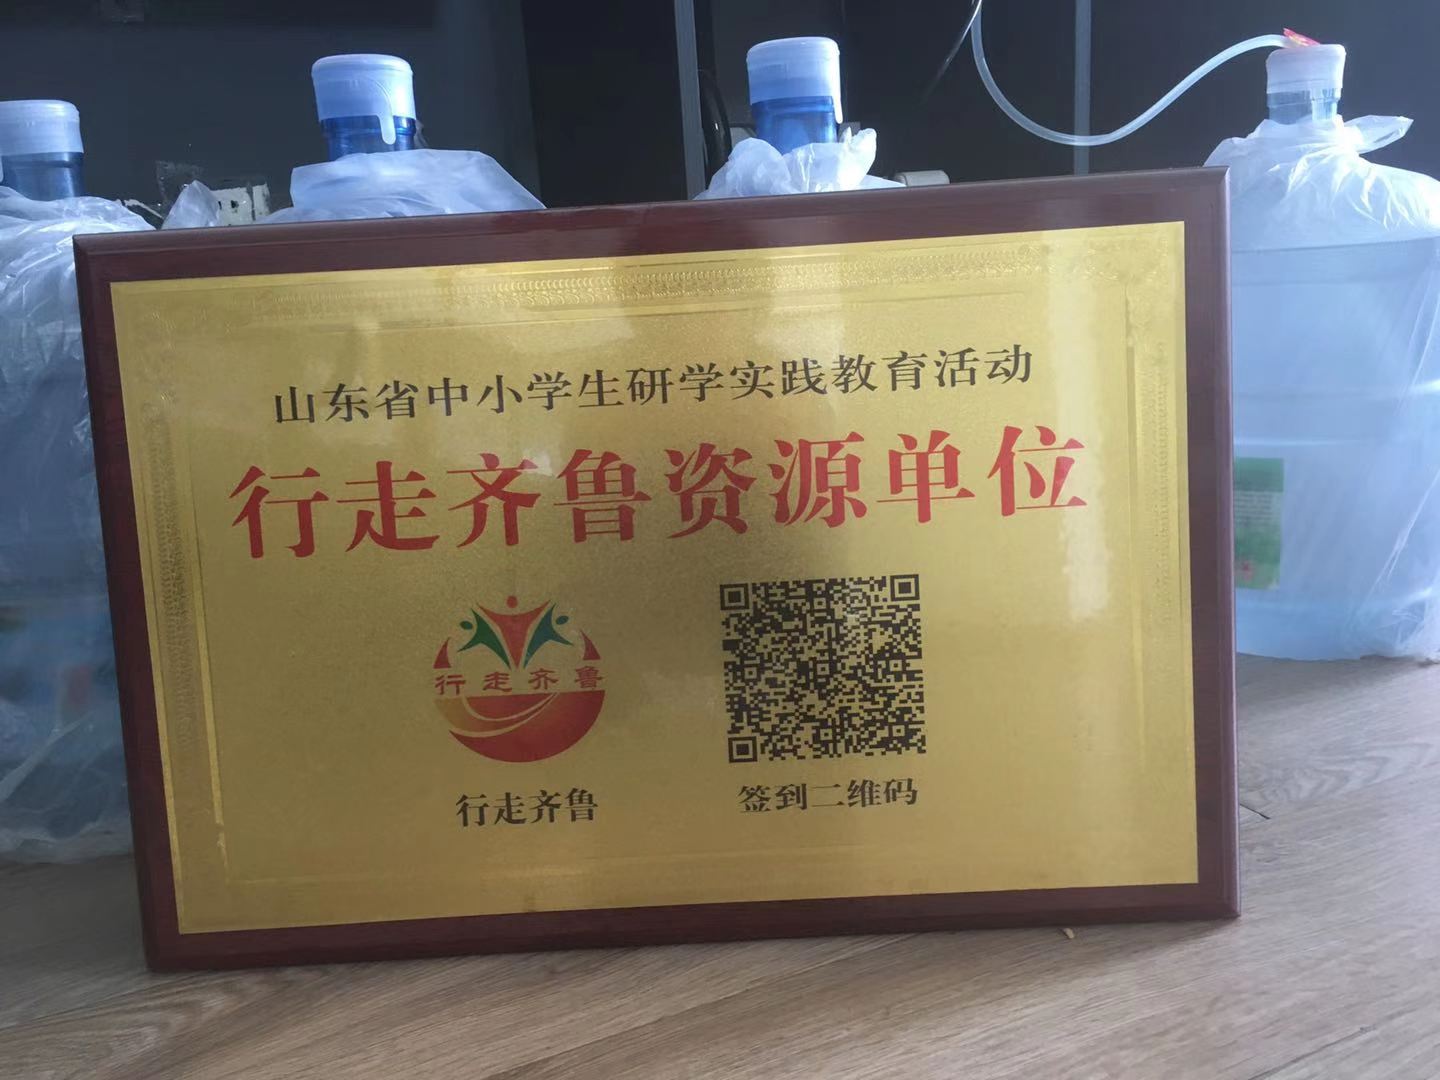 山东省中小学生研学实践教育活动
行走齐鲁资源单位
行走齐鲁
行走齐鲁
签到二维码